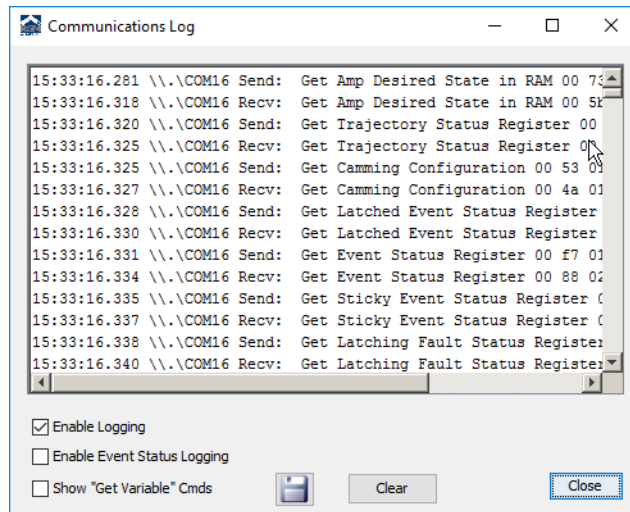 Communications Log
15:33:16.281 \\.\COM16 Send: Get Amp Desired State in RAM 00 73
15:33:16.318 \\.\COM16 Recv: Get Amp Desired State in RAM 00
15:33:16.320 \\.\COM16 Send: Get Trajectory Status Register 00
15:33:16.325 \\.\COM16 Recv: Get Trajectory Status Register
15:33:16.325 \\.\COM16 Send: Get Camming Configuration 00 53
15:33:16.327 \\.\COM16 Recv: Get Camming Configuration 00 4a 01
15:33:16.328 \\.\COM16 Send: Get Latched Event Status Register
15:33:16.330 \\.\COM16 Recv: Get Latched Event Status Register
15:33:16.331 \\.\COM16 Send: Get Event Status Register 00 f7 01
15:33:16.334 \\.\COM16 Recv: Get Event Status Register 00 88 02
15:33:16.335 \\.\COM16 Send: Get Sticky Event Status Register
15:33:16.337 \\.\COM16 Recv: Get Sticky Event Status Register
15:33:16.338 \\.\COM16 Send: Get Latching Fault Status Register
15:33:16.340 \\.\COM16 Recv: Get Latching Fault Status Register
Enable Logging
Enable Event Status Logging
Show "Get Variable" Cmds
Clear
Close